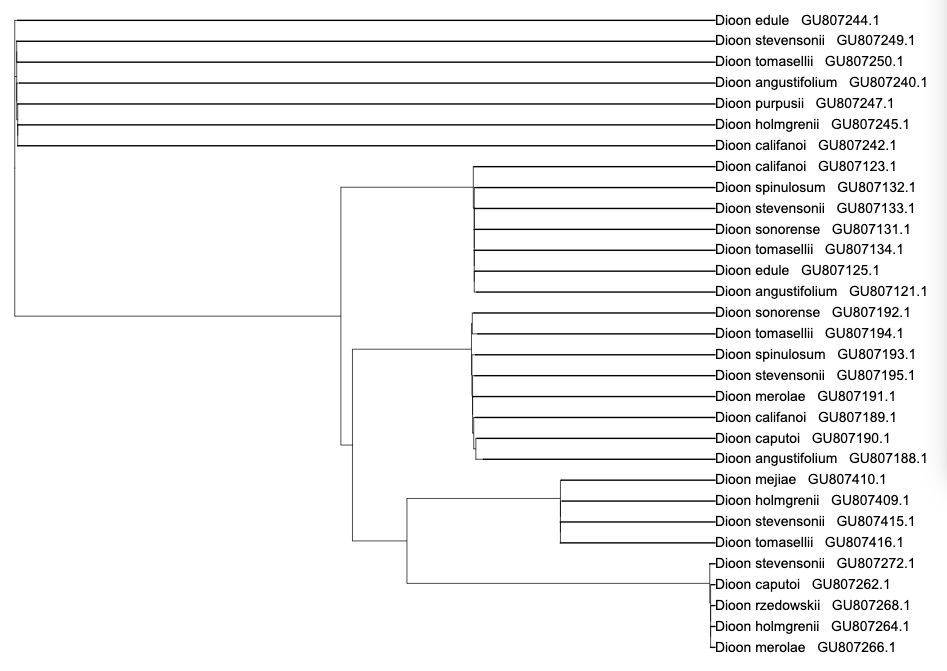 Dioon edule GU807244.1
Dioon stevensonii GU807249.1
Dioon tomasellii GU807250.1
Dioon angustifolium GU807240.1
Dioon purpusii GU807247.1
Dioon holmgrenii GU807245.1
Dioon califanoi GU807242.1
Dioon califanoi GU807123.1
Dioon spinulosum GU807132.1
Dioon stevensonii GU807133.1
Dioon sonorense GU807131.1
Dioon tomasellii GU807134.1
Dioon edule GU807125.1
Dioon angustifolium GU807121.1
Dioon sonorense GU807192.1
Dioon tomasellii GU807194.1
Dioon spinulosum GU807193.1
Dioon stevensonii GU807195.1
Dioon merolae GU807191.1
Dioon califanoi GU807189.1
Dioon caputoi GU807190.1
Dioon angustifolium GU807188.1
Dioon mejiae GU807410.1
Dioon holmgrenii GU807409.1
Dioon stevensonii GU807415.1
Dioon tomasellii GU807416.1
Dioon stevensonii GU807272.1
Dioon caputoi GU807262.1
Dioon rzedowskii GU807268.1
Dioon holmgrenii GU807264.1
Dioon merolae GU807266.1